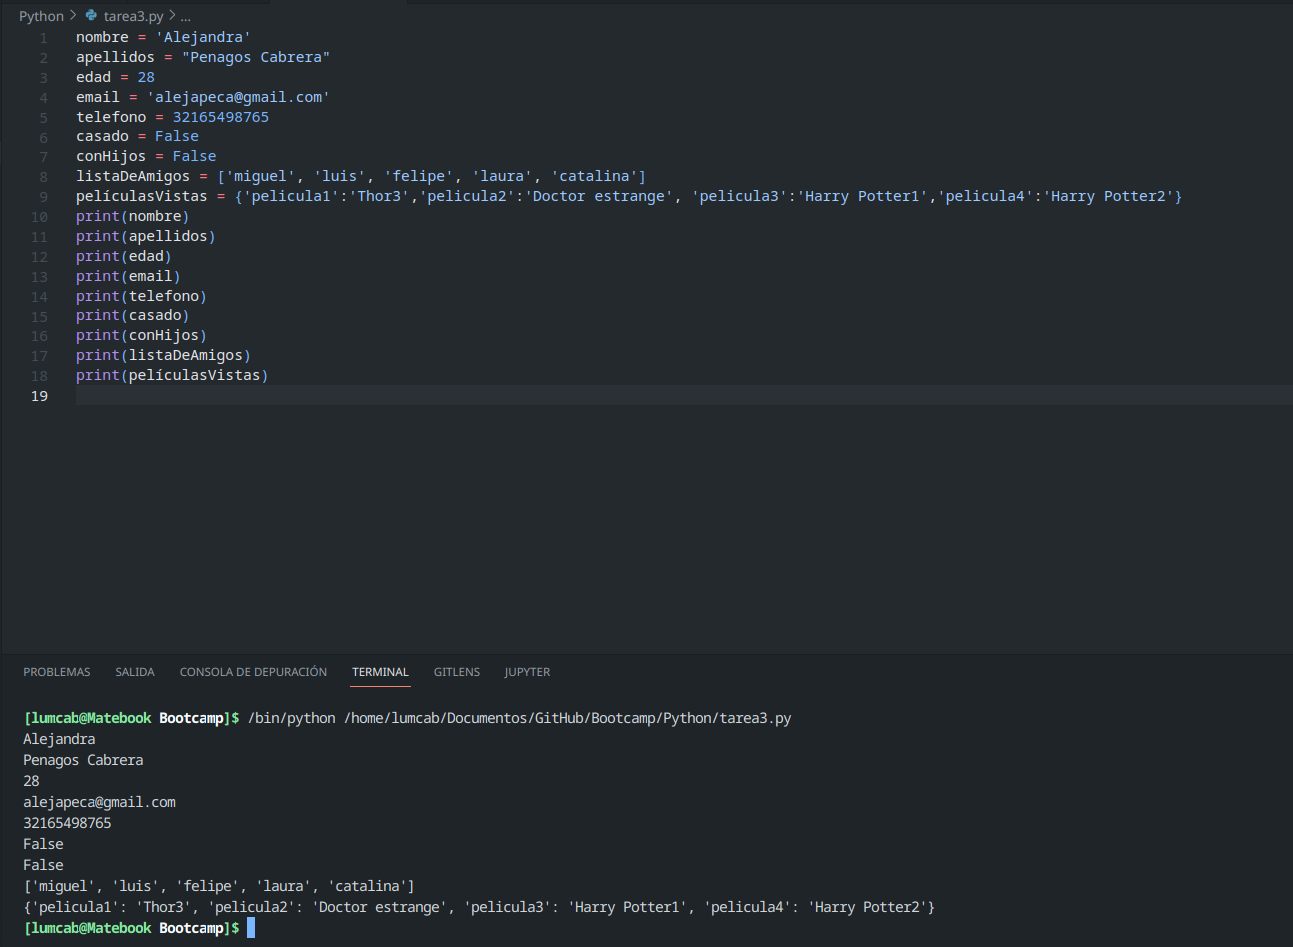 Python > tarea3.py > ...
1 nombre = 'Alejandra'
2 apellidos = "Penagos Cabrera"
3 edad = 28
4 email = 'alejapeca@gmail.com'
5 telefono = 32165498765
6 casado = False
7 conHijos = False
8 listaDeAmigos = ['miguel', 'luis', 'felipe', 'laura', 'catalina']
9 películasVistas = {'pelicula1':'Thor3','pelicula2':'Doctor estrange', 'pelicula3':'Harry Potter1','pelicula4':'Harry Potter2'}
10 print(nombre)
11 print(apellidos)
12 print(edad)
13 print(email)
14 print(telefono)
15 print(casado)
16 print(conHijos)
17 print(listaDeAmigos)
18 print(películasVistas)
19
PROBLEMAS SALIDA CONSOLA DE DEPURACIÓN TERMINAL GITLENS JUPYTER
[lumcab@Matebook Bootcamp]$ /bin/python /home/lumcab/Documentos/GitHub/Bootcamp/Python/tarea3.py
Alejandra
Penagos Cabrera
28
alejapeca@gmail.com
32165498765
False
False
['miguel', 'luis', 'felipe', 'laura', 'catalina']
{'pelicula1': 'Thor3', 'pelicula2': 'Doctor estrange', 'pelicula3': 'Harry Potter1', 'pelicula4': 'Harry Potter2'}
[lumcab@Matebook Bootcamp]$